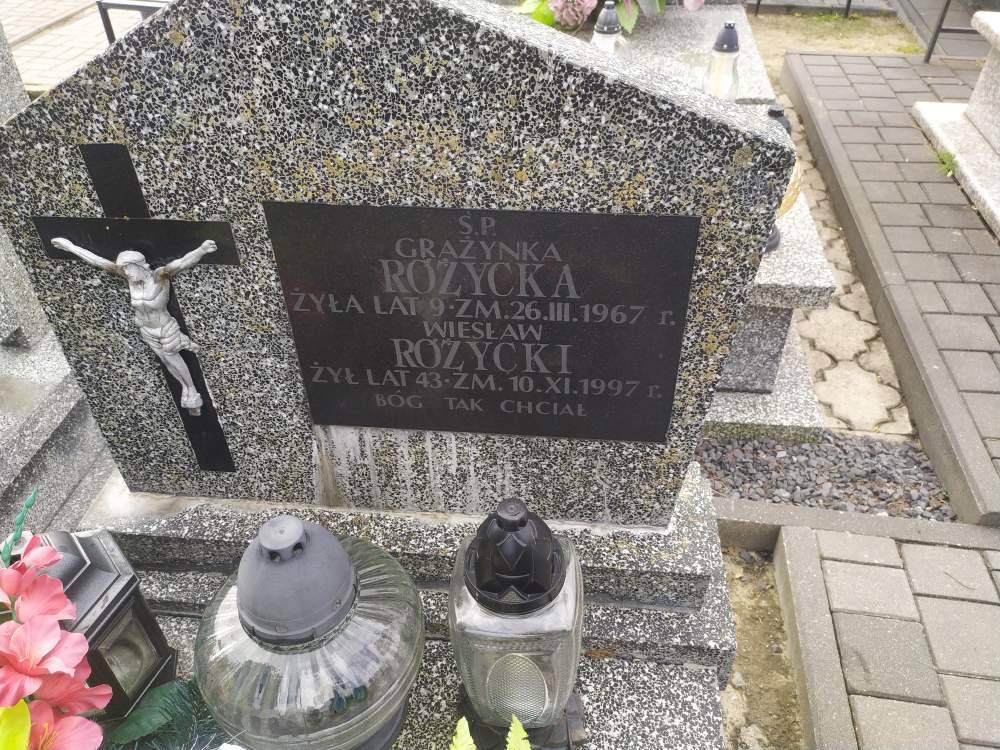 Ś.P.
GRAŻYNKA
RÓŻYCKA
ŻYŁA LAT 9·ZM.26.III.1967 r.
WIESŁAW
RÓŻYCKI
ŻYŁ LAT 43·ZM. 10.XI.1997 r.
BÓG TAK CHCIAŁ